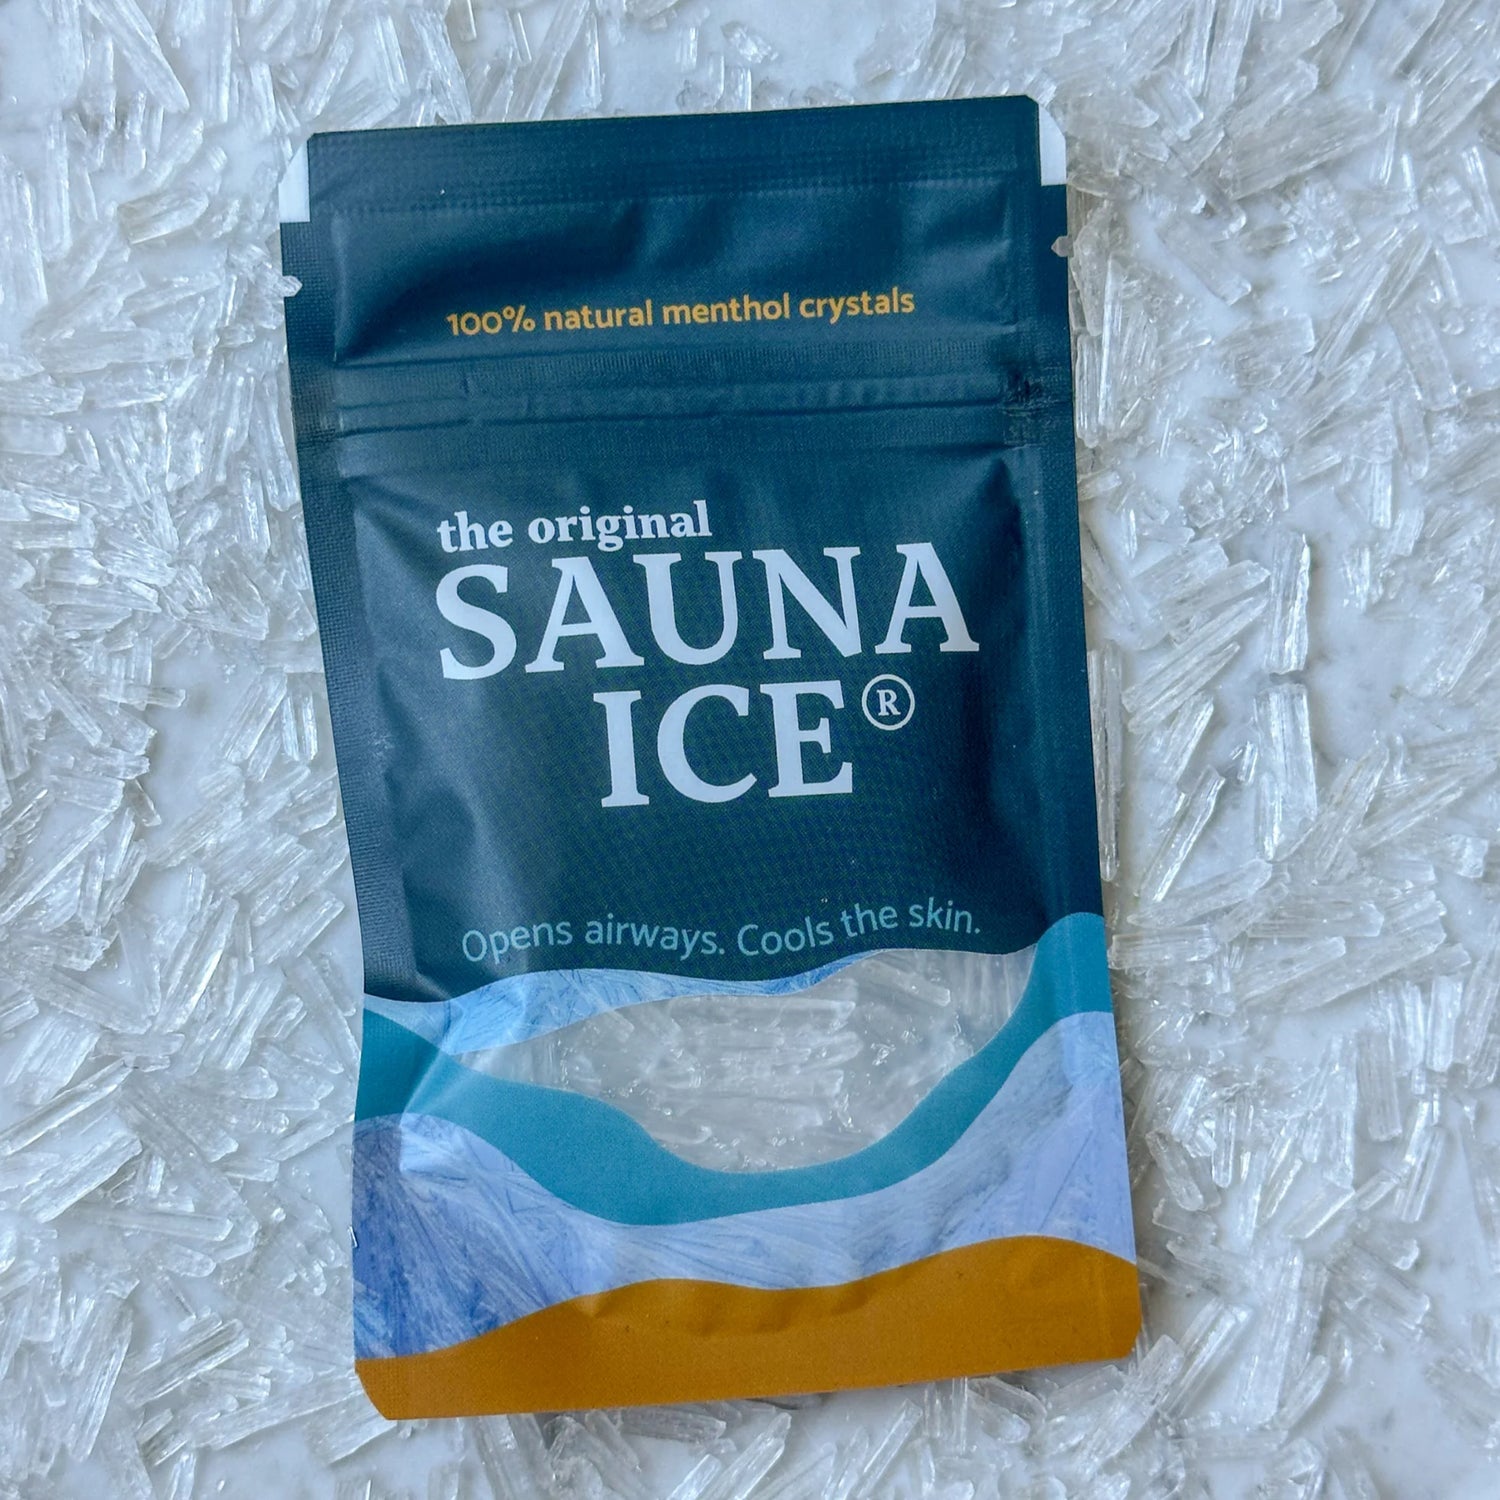 100% natural menthol crystals
the original
SAUNA
ICE®
Opens airways. Cools the skin.